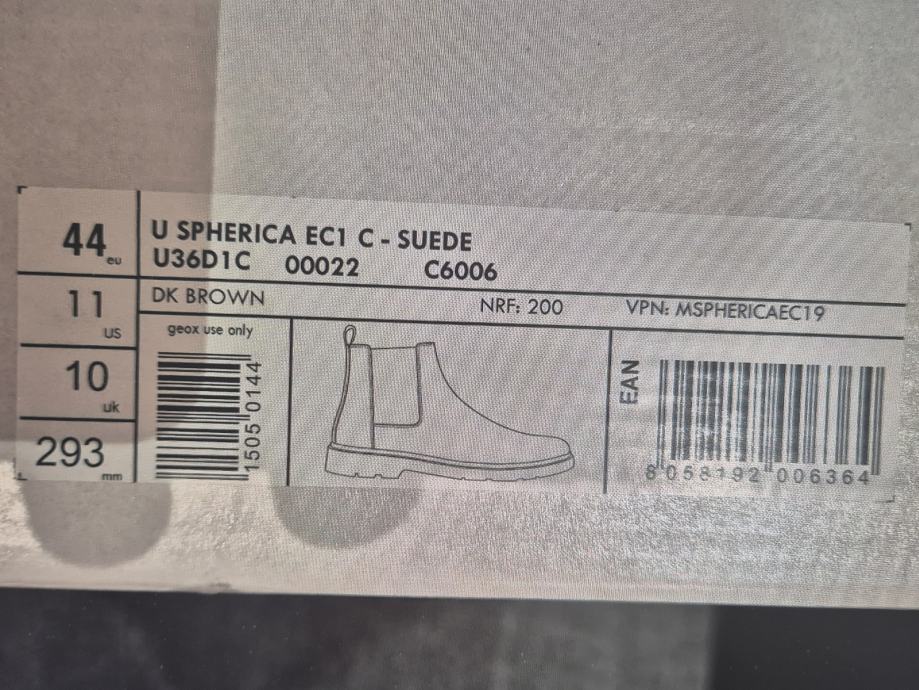 44 eu
U SPHERICA EC1 C - SUEDE
U36D1C 00022 C6006
11 US
DK BROWN NRF: 200 VPN: MSPHERICAEC19
geox use only
10 uk
293 mm
1505 0144
EAN
8 058192 006364